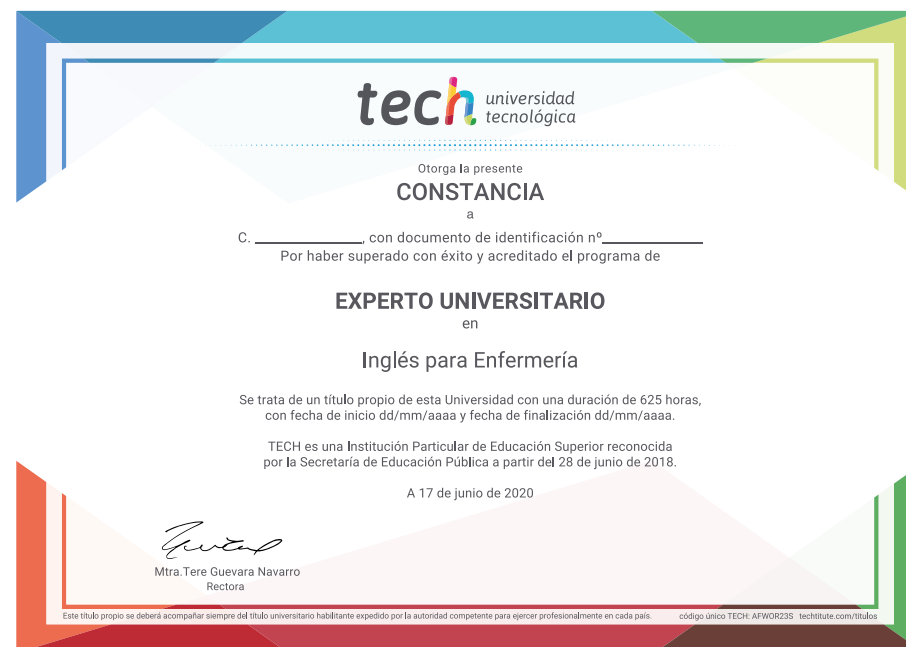 tech universidad
tecnológica
Otorga la presente
CONSTANCIA
a
C. ______________, con documento de identificación nº_____________
Por haber superado con éxito y acreditado el programa de
EXPERTO UNIVERSITARIO
en
Inglés para Enfermería
Se trata de un título propio de esta Universidad con una duración de 625 horas,
con fecha de inicio dd/mm/aaaa y fecha de finalización dd/mm/aaaa.
TECH es una Institución Particular de Educación Superior reconocida
por la Secretaría de Educación Pública a partir del 28 de junio de 2018.
A 17 de junio de 2020
Mtra.Tere Guevara Navarro
Rectora
Este título propio se deberá acompañar siempre del título universitario habilitante expedido por la autoridad competente para ejercer profesionalmente en cada país. código único TECH: AFWOR23S techtitute.com/titulos